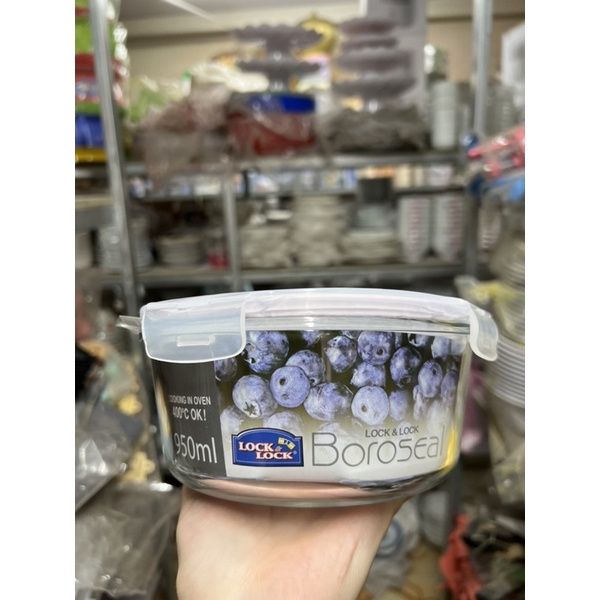 COOKING IN OVEN
400°C OK!
950ml
LOCK & LOCK
LOCK & LOCK
Boroseal